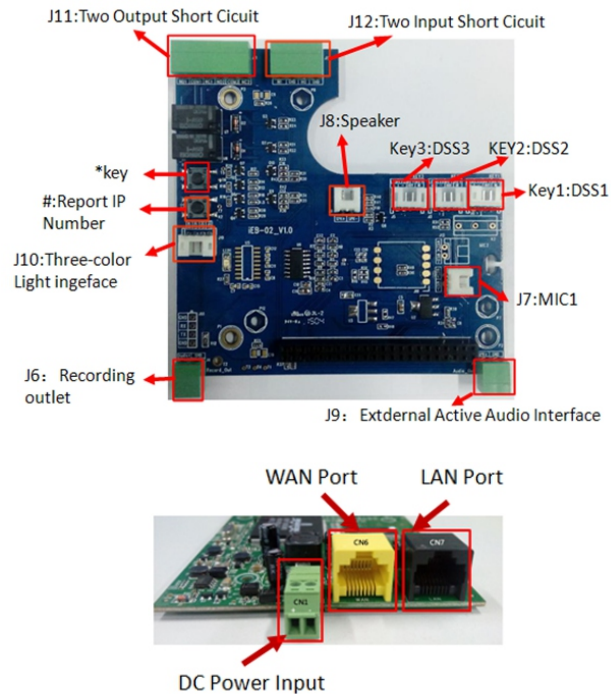 J11:Two Output Short Cicuit
J12:Two Input Short Cicuit
J8:Speaker
Key3:DSS3
KEY2:DSS2
Key1:DSS1
*key
#:Report IP
Number
J10:Three-color
Light ingeface
iEB-02_V1.0
J7:MIC1
J6：Recording
outlet
J9：Extdernal Active Audio Interface
WAN Port
LAN Port
CN6
CN7
CN1
DC Power Input